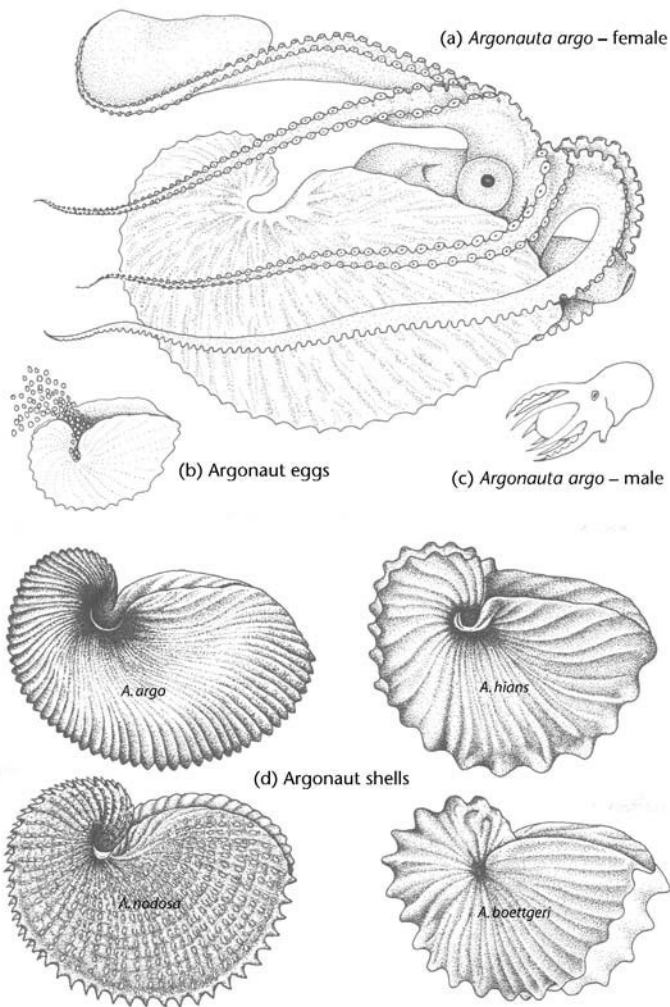 (a) Argonauta argo – female
(b) Argonaut eggs
(c) Argonauta argo – male
A. argo
A. hians
(d) Argonaut shells
A. nodosa
A. boettgeri